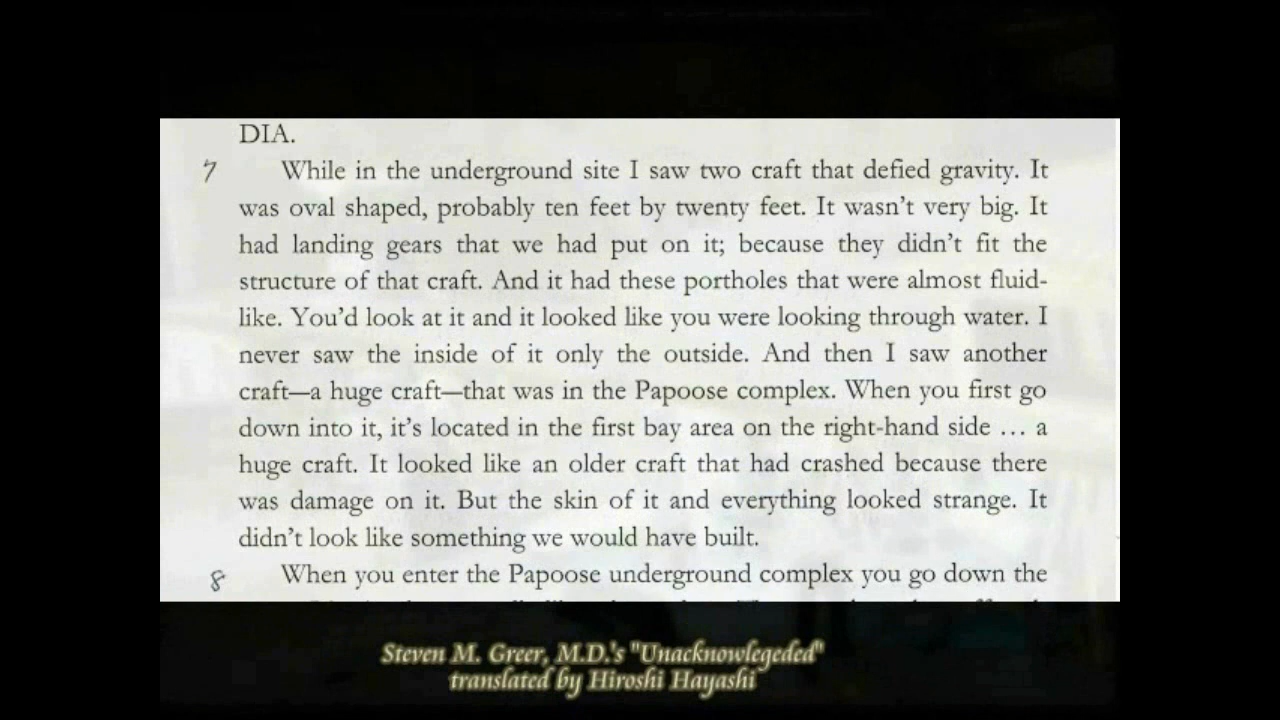 DIA.
7 While in the underground site I saw two craft that defied gravity. It
was oval shaped, probably ten feet by twenty feet. It wasn't very big. It
had landing gears that we had put on it; because they didn't fit the
structure of that craft. And it had these portholes that were almost fluid-
like. You'd look at it and it looked like you were looking through water. I
never saw the inside of it only the outside. And then I saw another
craft—a huge craft—that was in the Papoose complex. When you first go
down into it, it's located in the first bay area on the right-hand side … a
huge craft. It looked like an older craft that had crashed because there
was damage on it. But the skin of it and everything looked strange. It
didn't look like something we would have built.
8 When you enter the Papoose underground complex you go down the
Steven M. Greer, M.D.'s "Unacknowlegeded"
translated by Hiroshi Hayashi